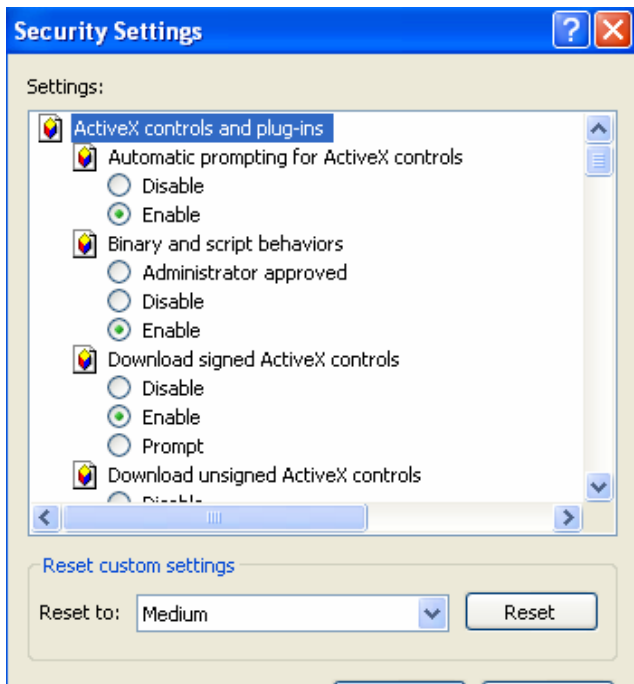 Security Settings
Settings:
ActiveX controls and plug-ins
Automatic prompting for ActiveX controls
Disable
Enable
Binary and script behaviors
Administrator approved
Disable
Enable
Download signed ActiveX controls
Disable
Enable
Prompt
Download unsigned ActiveX controls
Disable
Reset custom settings
Reset to: Medium Reset